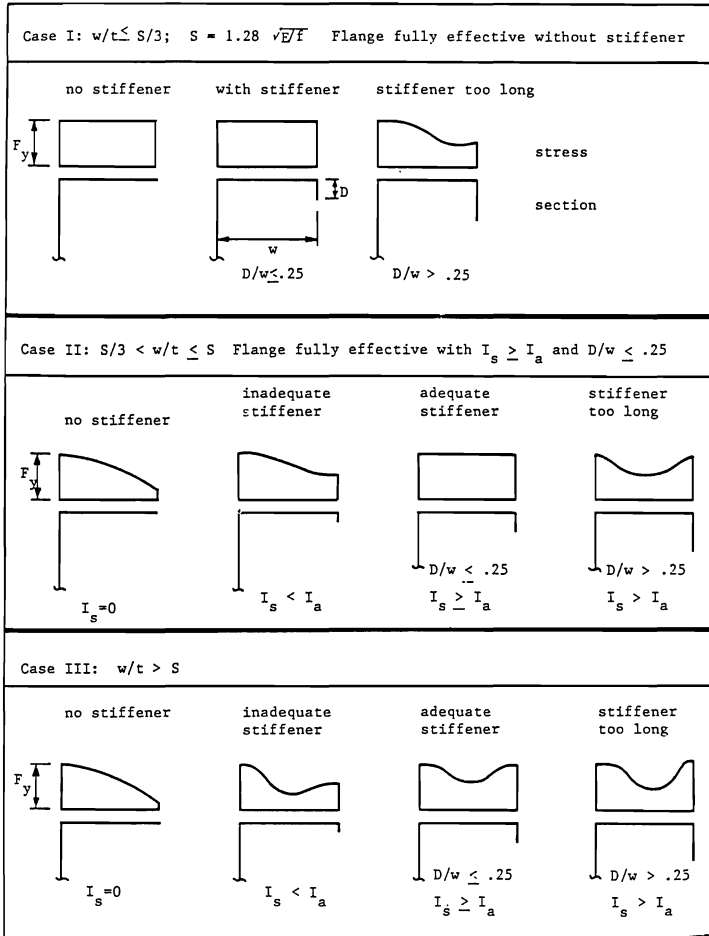 Case I: w/t ≤ S/3; S = 1.28 √E/f Flange fully effective without stiffener
no stiffener with stiffener stiffener too long
F_y
stress
D
section
w
D/w ≤ .25 D/w > .25
Case II: S/3 < w/t ≤ S Flange fully effective with I_s ≥ I_a and D/w ≤ .25
no stiffener
inadequate stiffener
adequate stiffener
stiffener too long
F_y
D/w ≤ .25 D/w > .25
I_s=0 I_s < I_a I_s ≥ I_a I_s > I_a
Case III: w/t > S
no stiffener
inadequate stiffener
adequate stiffener
stiffener too long
F_y
D/w ≤ .25 D/w > .25
I_s=0 I_s < I_a I_s ≥ I_a I_s > I_a